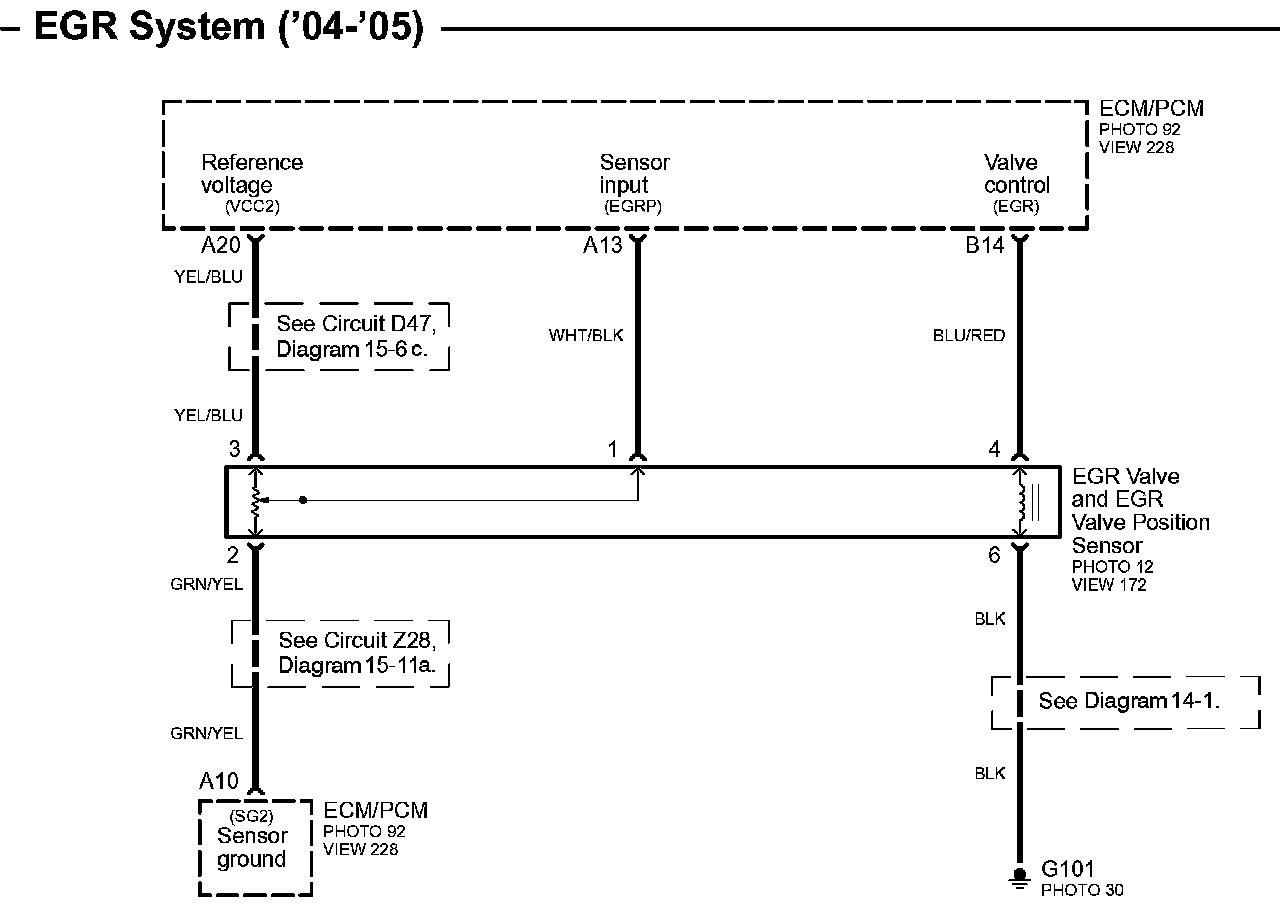 EGR System (’04-’05)
ECM/PCM
PHOTO 92
VIEW 228
Reference
voltage
(VCC2)
Sensor
input
(EGRP)
Valve
control
(EGR)
A20
A13
B14
YEL/BLU
See Circuit D47,
Diagram 15-6 c.
WHT/BLK
BLU/RED
YEL/BLU
3
1
4
EGR Valve
and EGR
Valve Position
Sensor
PHOTO 12
VIEW 172
2
6
GRN/YEL
BLK
See Circuit Z28,
Diagram 15-11a.
See Diagram 14-1.
GRN/YEL
BLK
A10
(SG2)
Sensor
ground
ECM/PCM
PHOTO 92
VIEW 228
G101
PHOTO 30